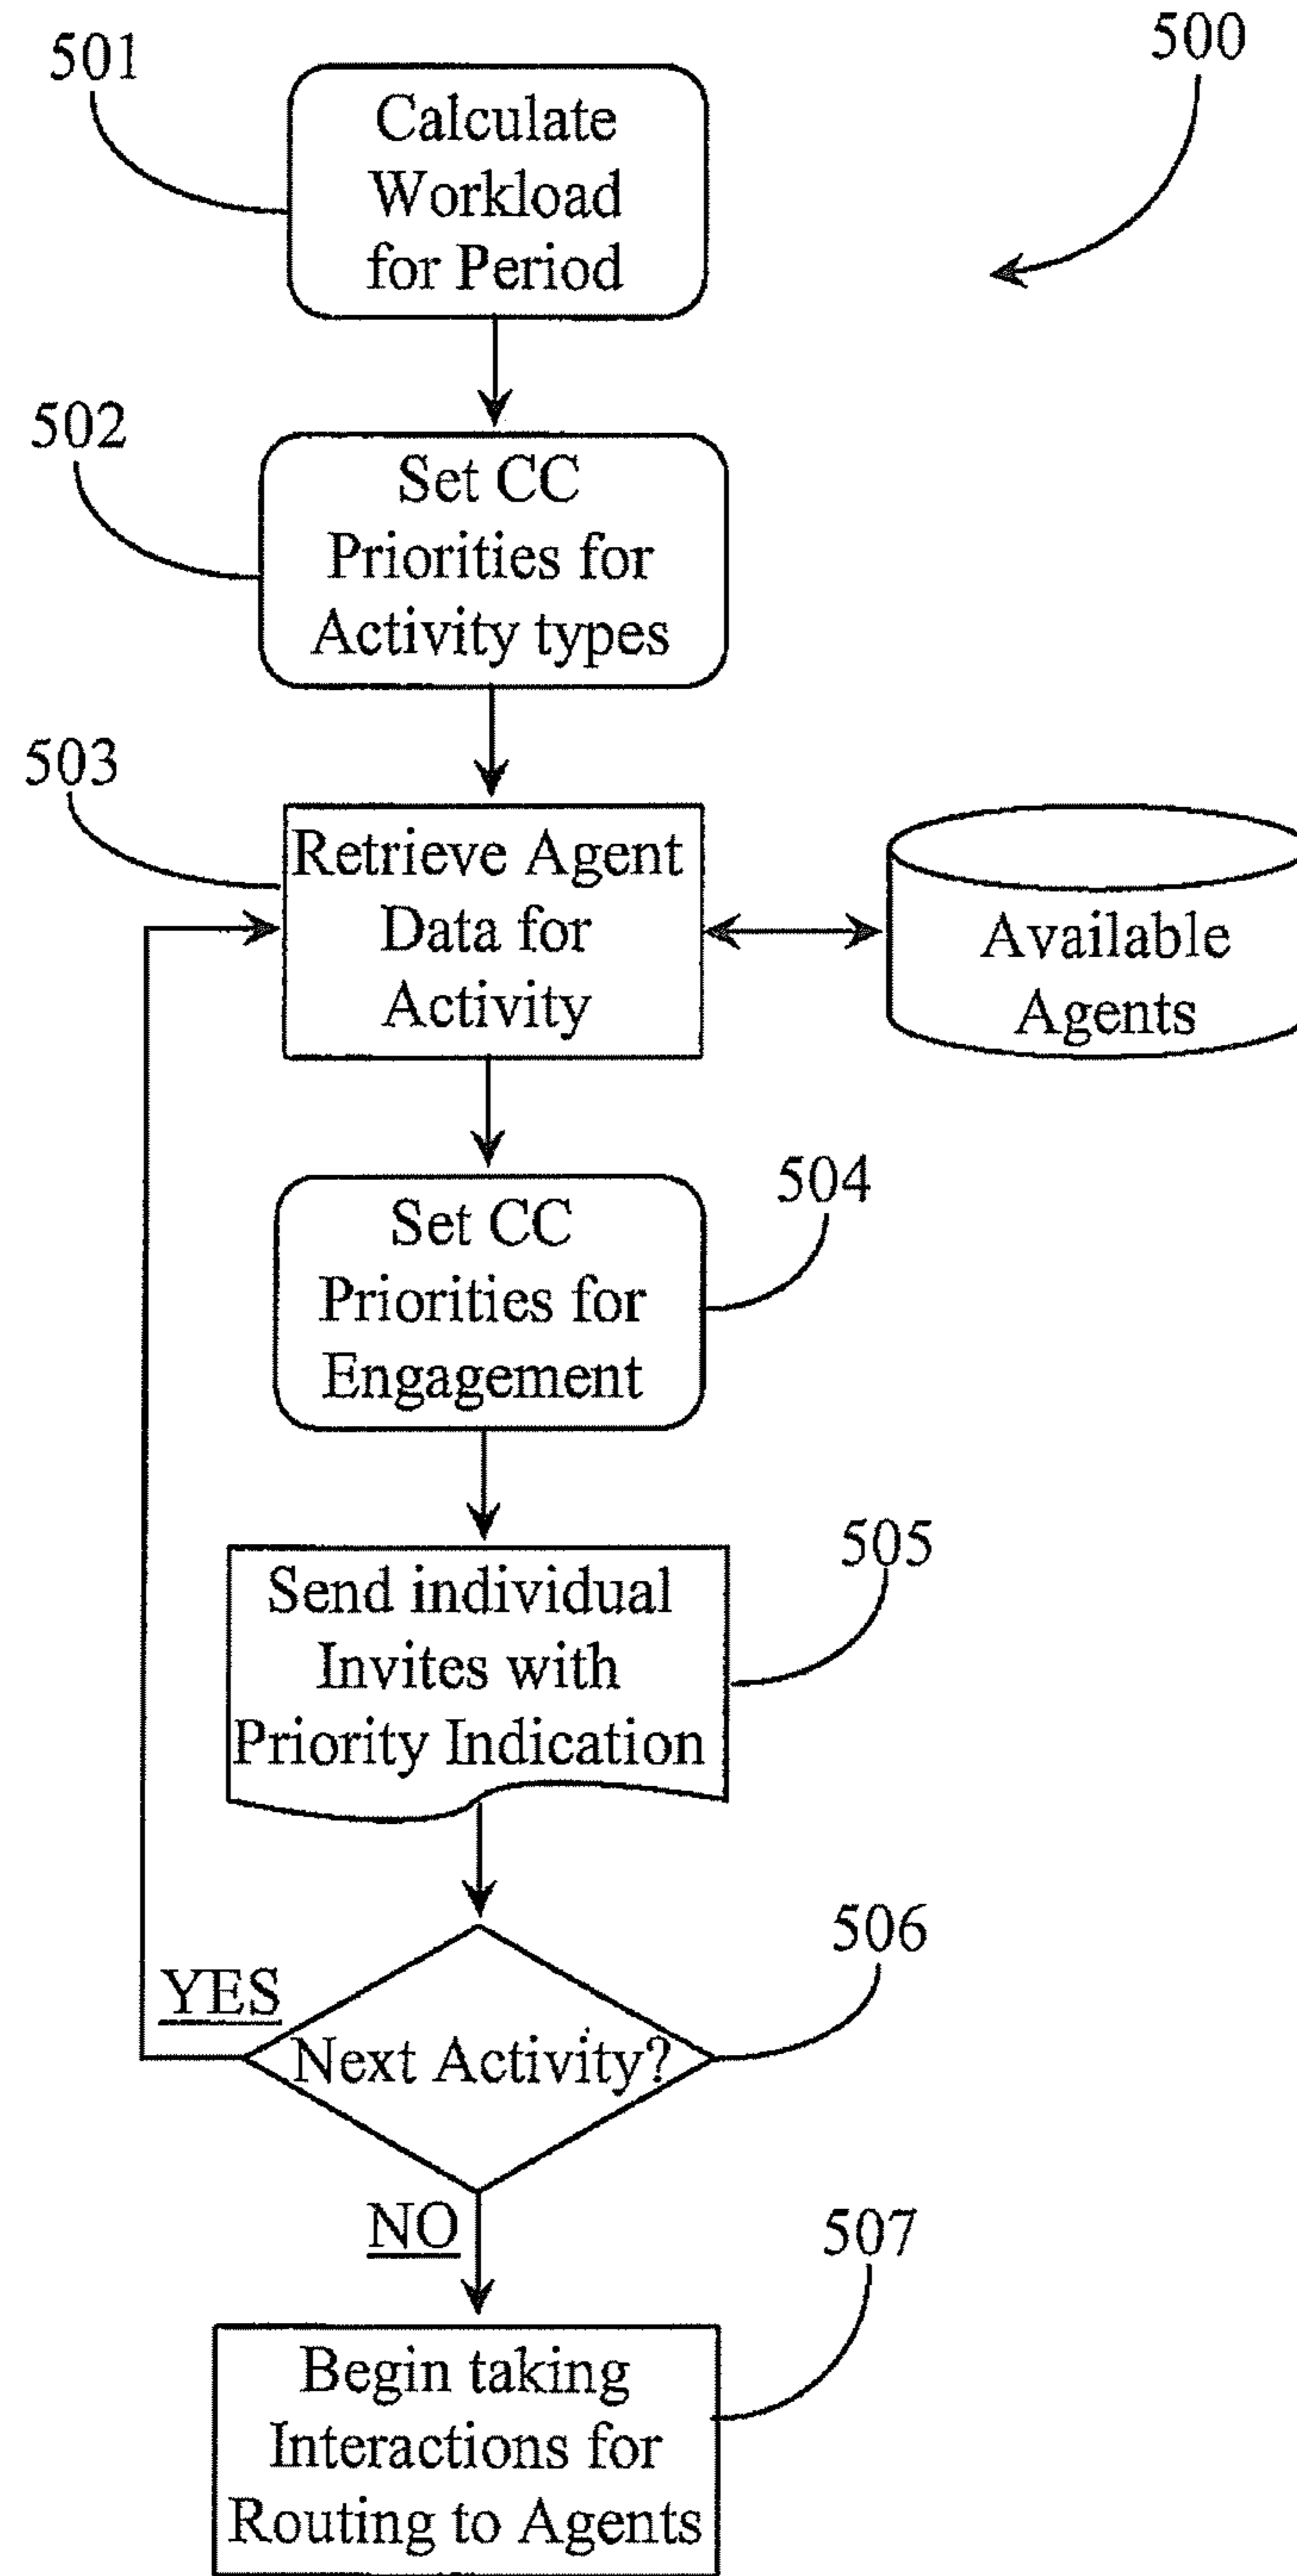 500
501
Calculate
Workload
for Period
502
Set CC
Priorities for
Activity types
503
Retrieve Agent
Data for
Activity
Available
Agents
504
Set CC
Priorities for
Engagement
505
Send individual
Invites with
Priority Indication
506
YES
Next Activity?
NO
507
Begin taking
Interactions for
Routing to Agents